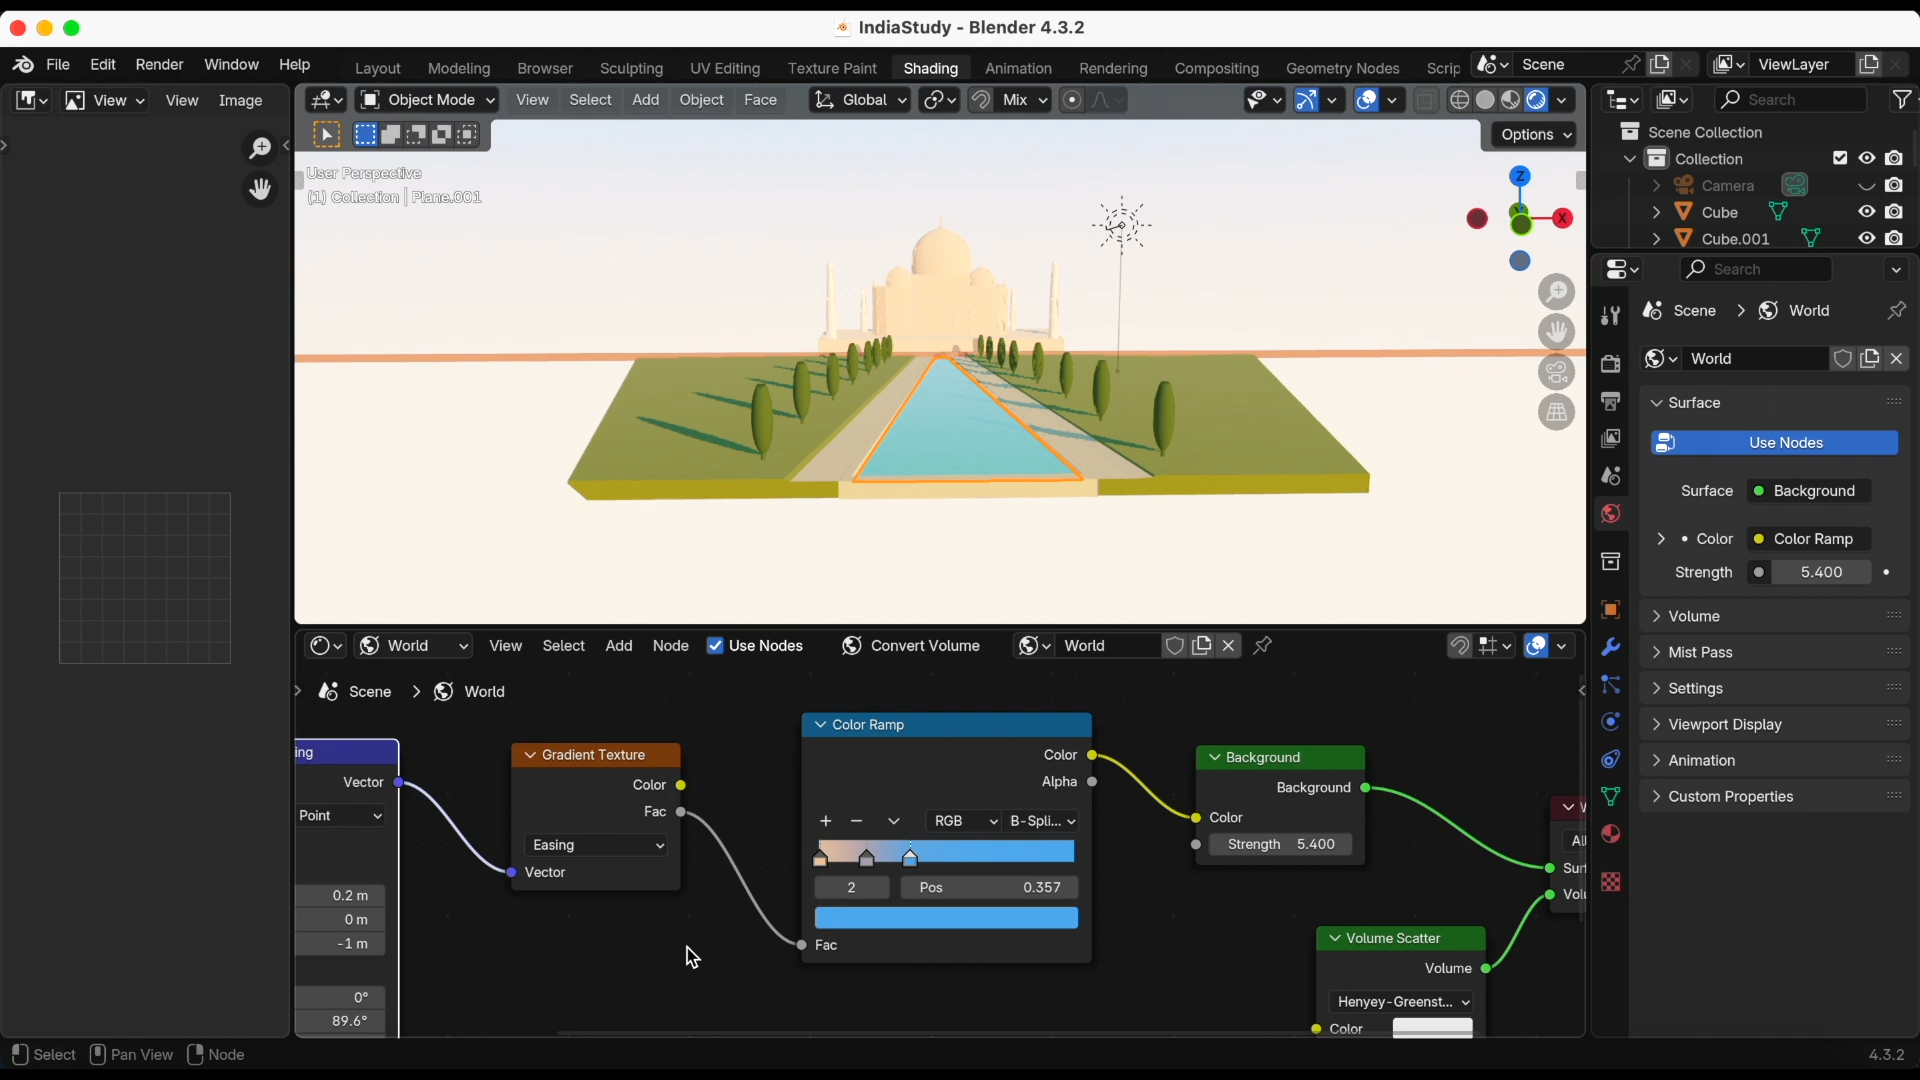 IndiaStudy - Blender 4.3.2
File Edit Render Window Help
Layout Modeling Browser Sculpting UV Editing Texture Paint Shading Animation Rendering Compositing Geometry Nodes Scrip
Scene ViewLayer
View View Image
Object Mode View Select Add Object Face Global Mix
Search
Options
User Perspective
(1) Collection | Plane.001
Z
X
Scene Collection
Collection
Camera
Cube
Cube.001
Search
Scene > World
World
Surface
Use Nodes
Surface Background
Color Color Ramp
Strength 5.400
Volume
Mist Pass
Settings
Viewport Display
Animation
Custom Properties
World View Select Add Node Use Nodes Convert Volume World
Scene > World
ing
Vector
Point
0.2 m
0 m
-1 m
0°
89.6°
Gradient Texture
Color
Fac
Easing
Vector
Color Ramp
Color
Alpha
+ − RGB B-Spli...
2 Pos 0.357
Fac
Background
Background
Color
Strength 5.400
Volume Scatter
Volume
Henyey-Greenst...
Color
W
Al
Sur
Volu
Select Pan View Node
4.3.2